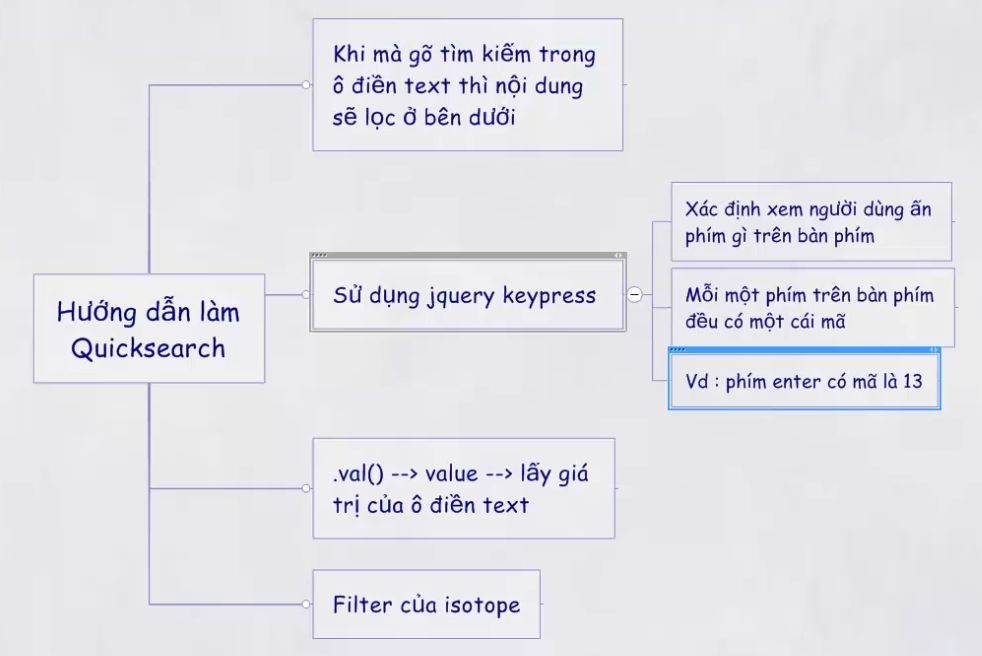 Khi mà gõ tìm kiếm trong
ô điền text thì nội dung
sẽ lọc ở bên dưới
Hướng dẫn làm
Quicksearch
Sử dụng jquery keypress
Xác định xem người dùng ấn
phím gì trên bàn phím
Mỗi một phím trên bàn phím
đều có một cái mã
Vd : phím enter có mã là 13
.val() --> value --> lấy giá
trị của ô điền text
Filter của isotope